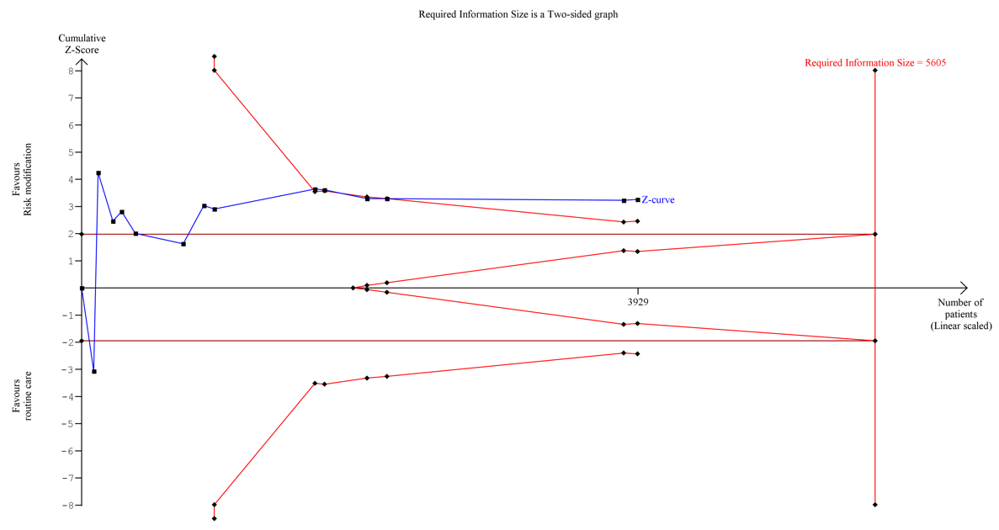 Required Information Size is a Two-sided graph
Cumulative
Z-Score
Required Information Size = 5605
8
7
6
5
4
3
2
1
-1
-2
-3
-4
-5
-6
-7
-8
Favours
Risk modification
Favours
routine care
Z-curve
3929
Number of
patients
(Linear scaled)